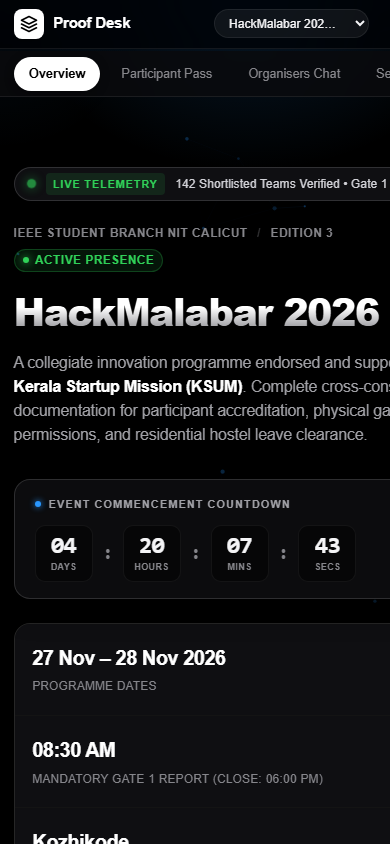 Proof Desk
HackMalabar 202...
Overview
Participant Pass
Organisers Chat
Se
LIVE TELEMETRY
142 Shortlisted Teams Verified • Gate 1
IEEE STUDENT BRANCH NIT CALICUT / EDITION 3
ACTIVE PRESENCE
HackMalabar 2026
A collegiate innovation programme endorsed and suppo
Kerala Startup Mission (KSUM). Complete cross-cons
documentation for participant accreditation, physical ga
permissions, and residential hostel leave clearance.
EVENT COMMENCEMENT COUNTDOWN
04 : 20 : 07 : 43
DAYS HOURS MINS SECS
27 Nov – 28 Nov 2026
PROGRAMME DATES
08:30 AM
MANDATORY GATE 1 REPORT (CLOSE: 06:00 PM)
Kozhikode